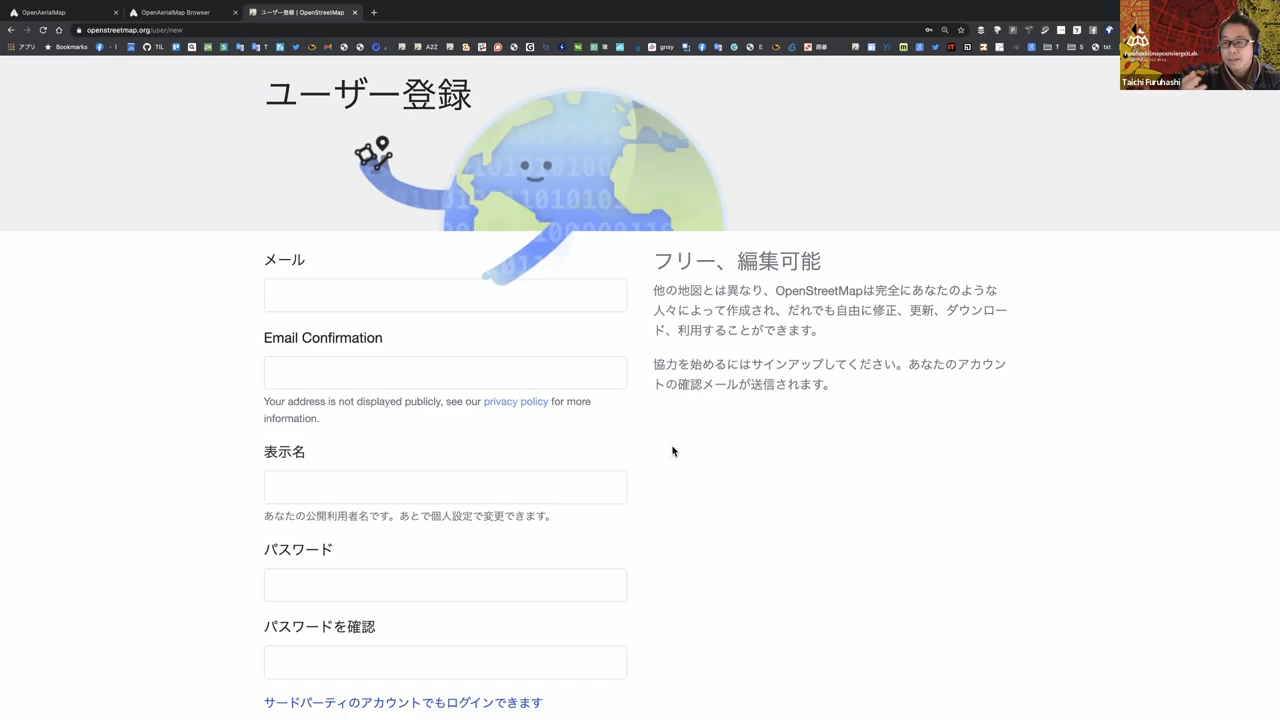 OpenAerialMap
OpenAerialMap Browser
ユーザー登録 | OpenStreetMap
openstreetmap.org/user/new
アプリ
Bookmarks
TIL
A2Z
gnsy
囲碁
txt
Taichi Furuhashi
ユーザー登録
メール
Email Confirmation
Your address is not displayed publicly, see our privacy policy for more
information.
表示名
あなたの公開利用者名です。あとで個人設定で変更できます。
パスワード
パスワードを確認
サードパーティのアカウントでもログインできます
フリー、編集可能
他の地図とは異なり、OpenStreetMapは完全にあなたのような
人々によって作成され、だれでも自由に修正、更新、ダウンロー
ド、利用することができます。
協力を始めるにはサインアップしてください。あなたのアカウン
トの確認メールが送信されます。